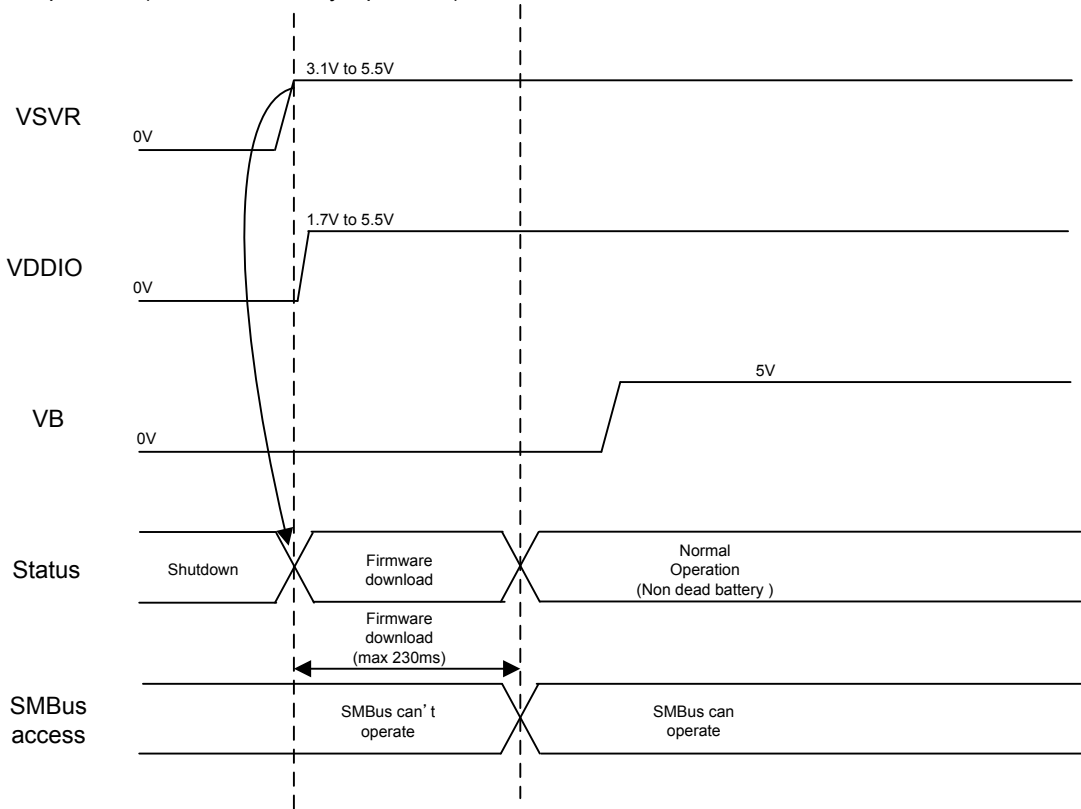 3.1V to 5.5V
VSVR
0V
1.7V to 5.5V
VDDIO
0V
5V
VB
0V
Status
Shutdown
Firmware
download
Normal
Operation
(Non dead battery )
Firmware
download
(max 230ms)
SMBus
access
SMBus can’t
operate
SMBus can
operate